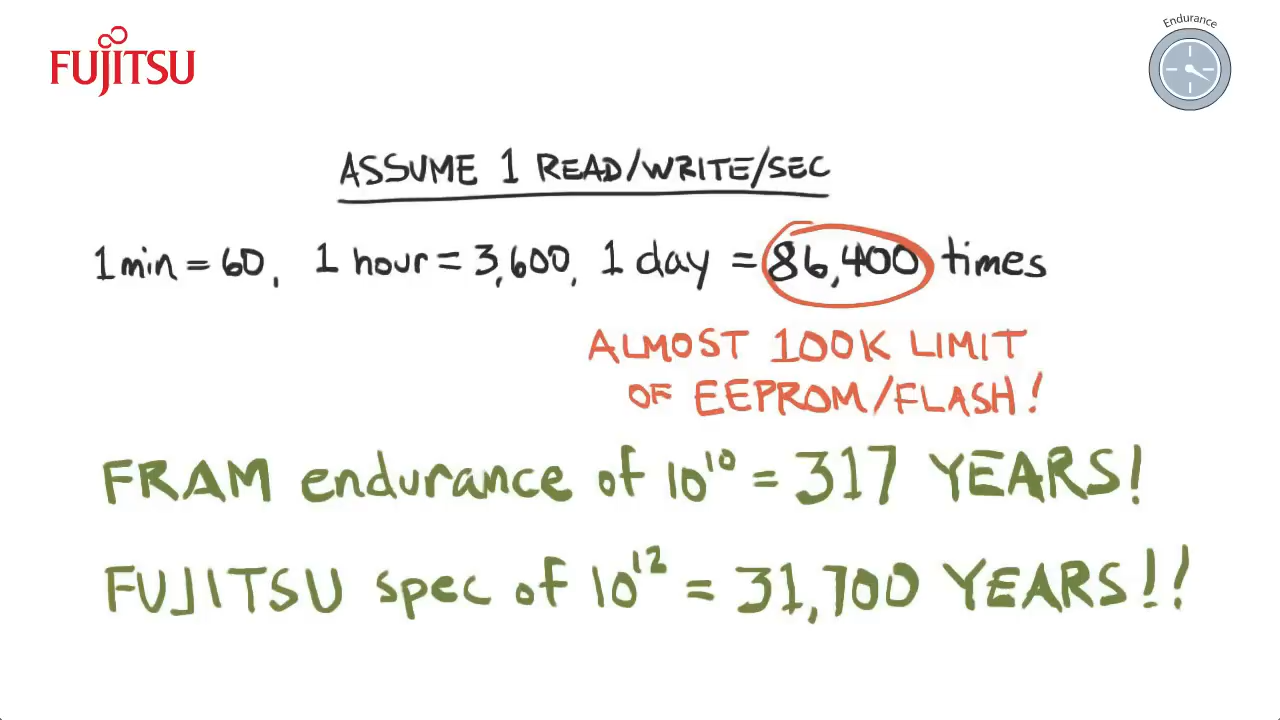 FUJITSU
Endurance
ASSUME 1 READ/WRITE/SEC
1 min = 60, 1 hour = 3,600, 1 day = 86,400 times
ALMOST 100K LIMIT
OF EEPROM/FLASH!
FRAM endurance of 10¹⁰ = 317 YEARS!
FUJITSU spec of 10¹² = 31,700 YEARS!!